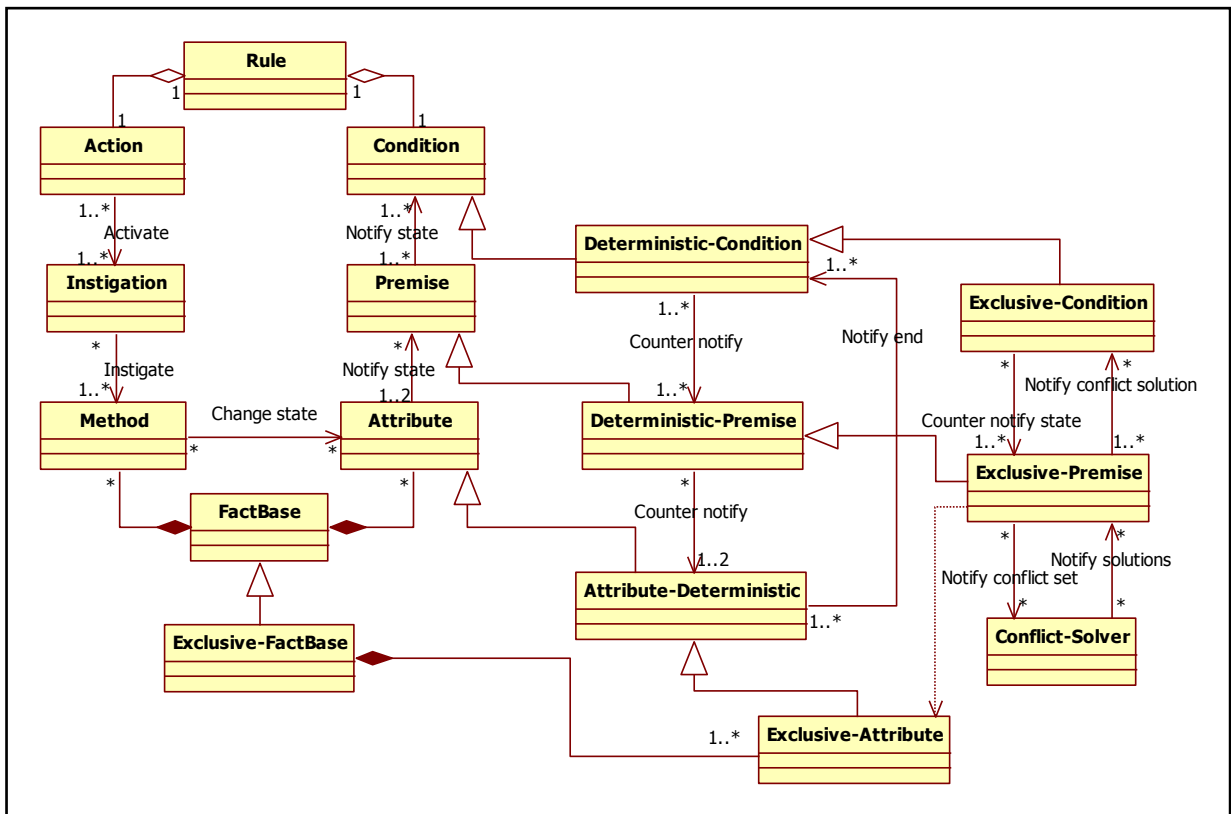 Rule
1
1
1
1
Action
Condition
1..*
1..*
Activate
Notify state
1..*
1..*
Deterministic-Condition
1..*
1..*
Instigation
Premise
Exclusive-Condition
Counter notify
Notify end
*
*
Instigate
Notify state
1..*
1..2
1..*
*
*
Notify conflict solution
Method
Change state
Attribute
Deterministic-Premise
Counter notify state
*
*
1..*
1..*
Exclusive-Premise
*
*
*
FactBase
Counter notify
*
*
Notify solutions
Notify conflict set
1..2
Attribute-Deterministic
*
*
1..*
Exclusive-FactBase
Conflict-Solver
1..*
Exclusive-Attribute